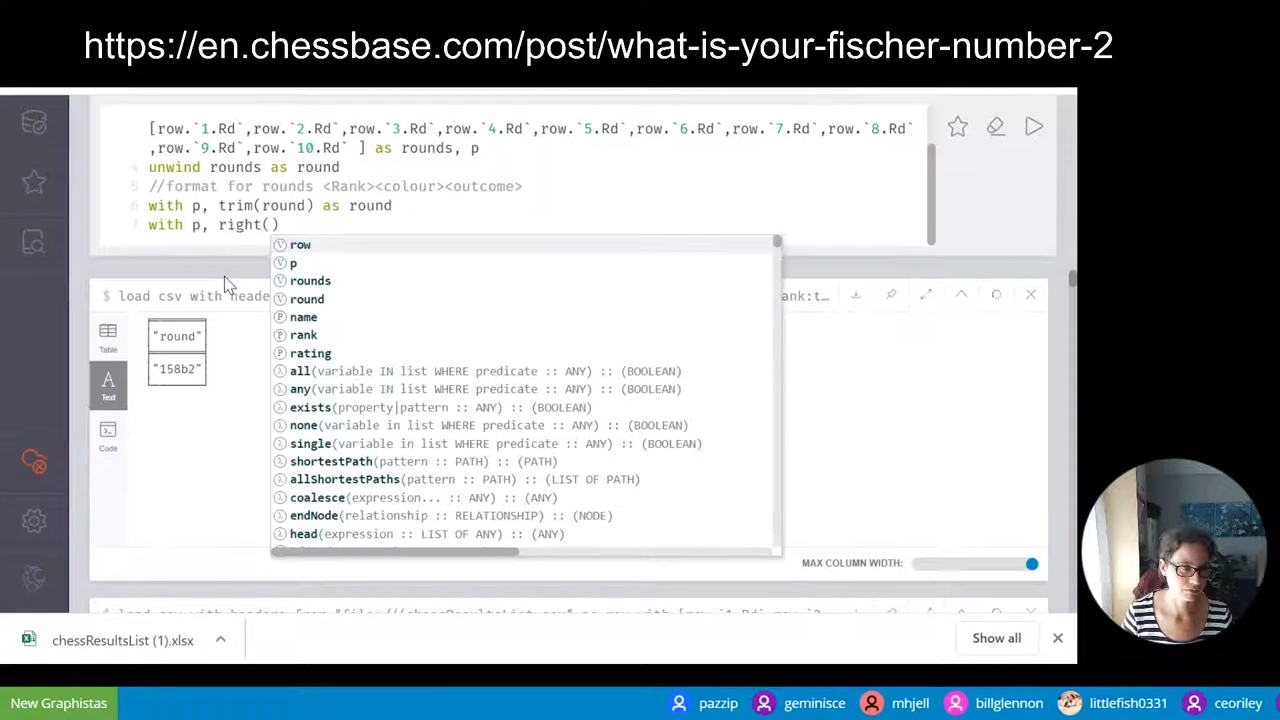 https://en.chessbase.com/post/what-is-your-fischer-number-2
[row.`1.Rd`,row.`2.Rd`,row.`3.Rd`,row.`4.Rd`,row.`5.Rd`,row.`6.Rd`,row.`7.Rd`,row.`8.Rd`
,row.`9.Rd`,row.`10.Rd` ] as rounds, p
4 unwind rounds as round
5 //format for rounds <Rank><colour><outcome>
6 with p, trim(round) as round
7 with p, right()
row
p
rounds
round
name
rank
rating
all(variable IN list WHERE predicate :: ANY) :: (BOOLEAN)
any(variable IN list WHERE predicate :: ANY) :: (BOOLEAN)
exists(property|pattern :: ANY) :: (BOOLEAN)
none(variable in list WHERE predicate :: ANY) :: (BOOLEAN)
single(variable in list WHERE predicate :: ANY) :: (BOOLEAN)
shortestPath(pattern :: PATH) :: (PATH)
allShortestPaths(pattern :: PATH) :: (LIST OF PATH)
coalesce(expression... :: ANY) :: (ANY)
endNode(relationship :: RELATIONSHIP) :: (NODE)
head(expression :: LIST OF ANY) :: (ANY)
$ load csv with heade
ank:t…
Table
"round"
"158b2"
A
Text
Code
MAX COLUMN WIDTH:
chessResultsList (1).xlsx
Show all
New Graphistas
pazzip
geminisce
mhjell
billglennon
littlefish0331
ceoriley